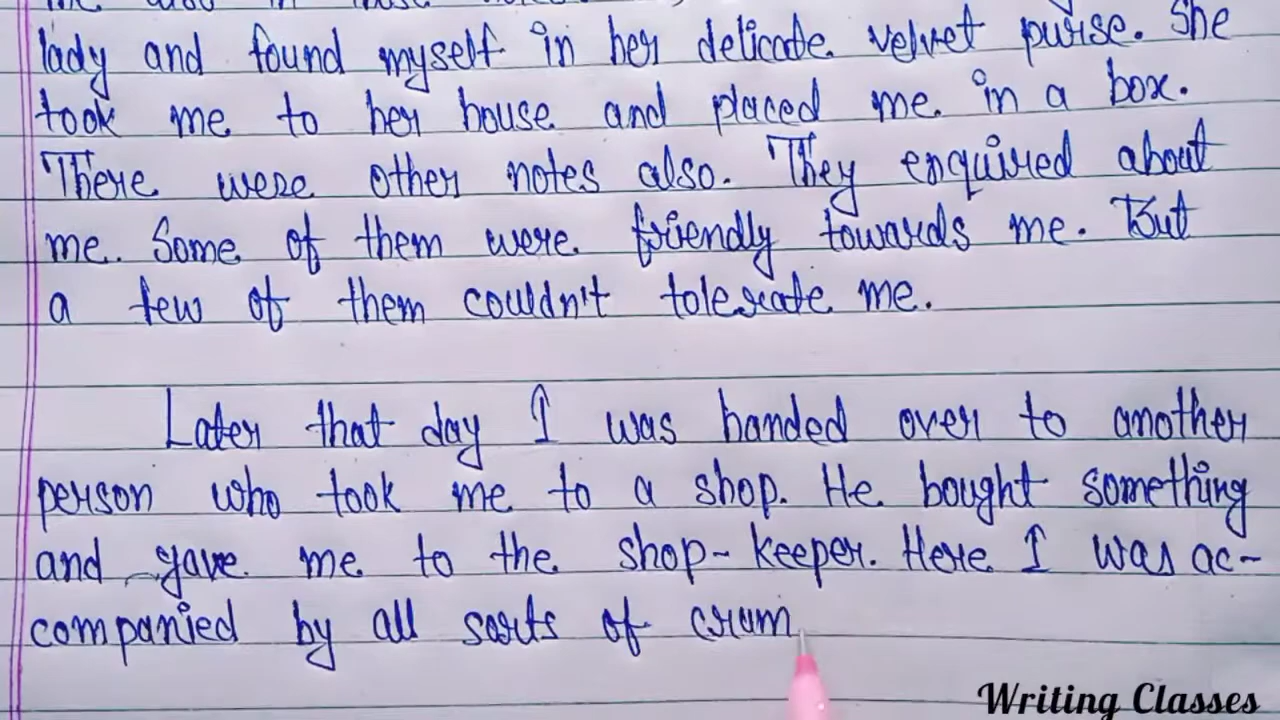 lady and found myself in her delicate velvet purse. She
took me to her house and placed me in a box.
There were other notes also. They enquired about
me. Some of them were friendly towards me. But
a few of them couldn't tolerate me.
Later that day I was handed over to another
person who took me to a shop. He bought something
and gave me to the shop-keeper. Here I was ac-
companied by all sorts of crum
Writing Classes